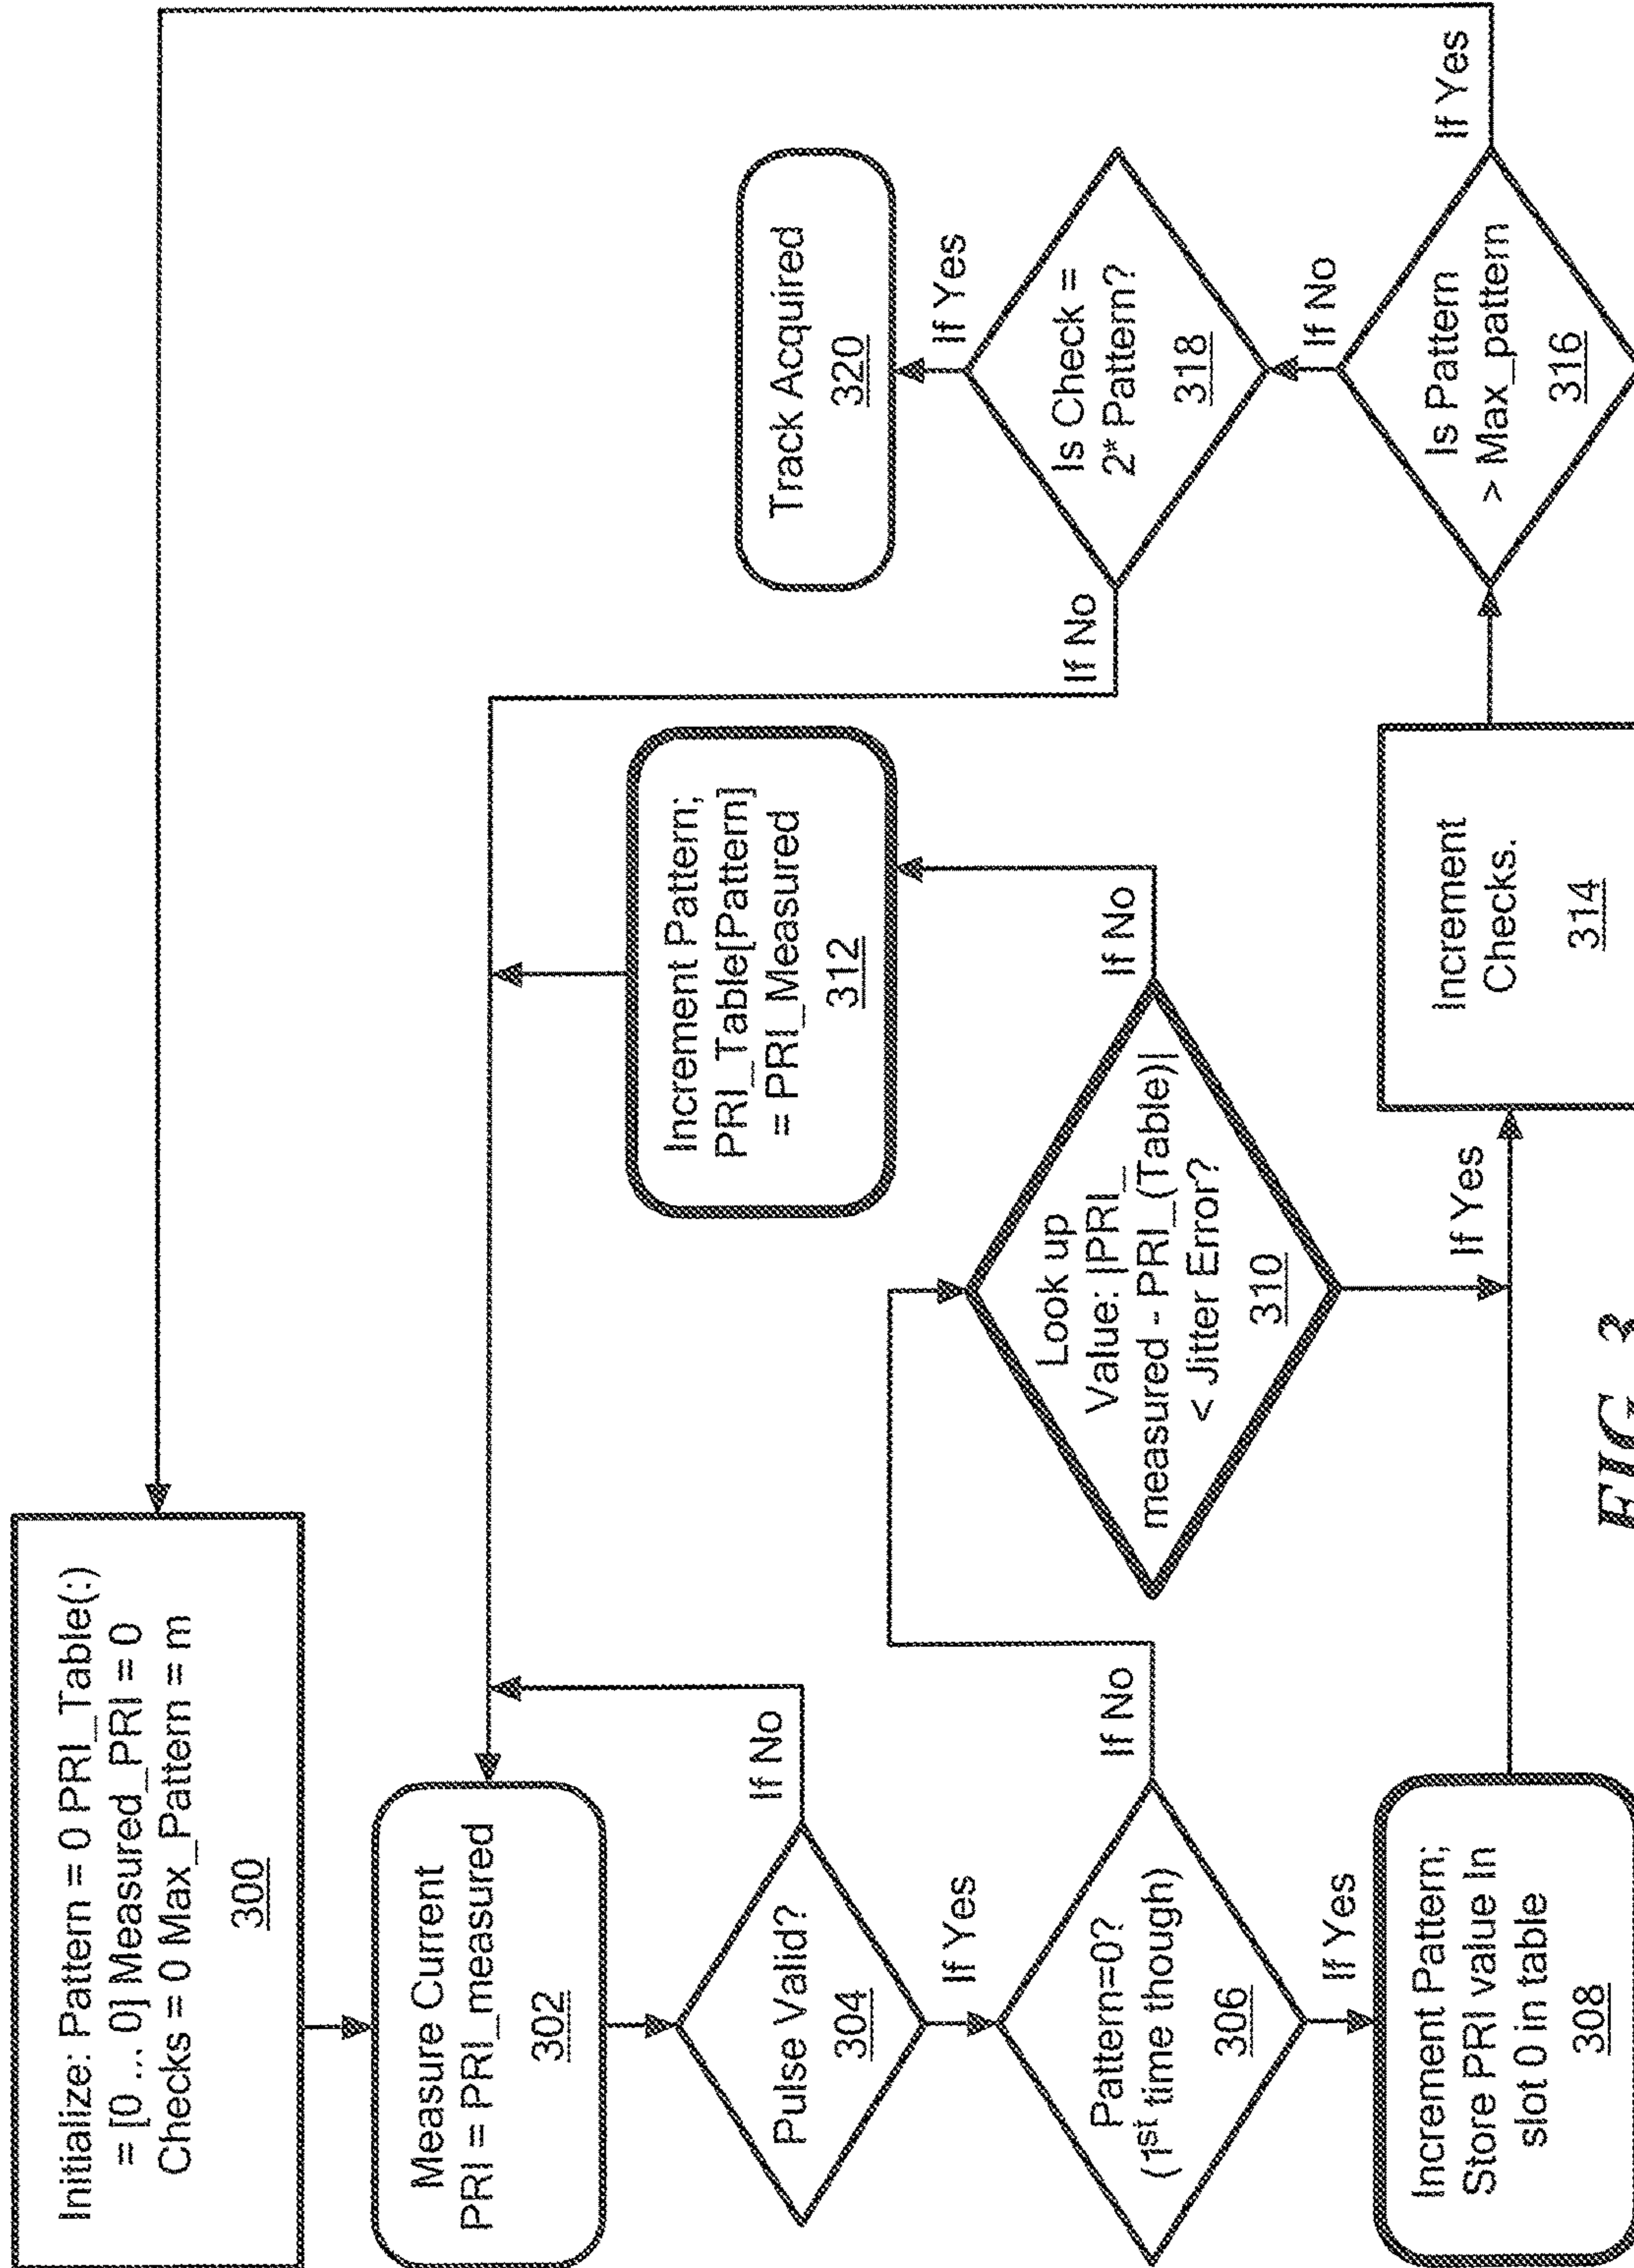 Initialize: Pattern = 0 PRI_Table(:)
= [0 ... 0] Measured_PRI = 0
Checks = 0 Max_Pattern = m
300
Measure Current
PRI = PRI_measured
302
Pulse Valid?
304
If No
If Yes
Pattern=0?
(1st time though)
306
If No
If Yes
Increment Pattern;
Store PRI value In
slot 0 in table
308
Look up
Value: |PRI_
measured - PRI_(Table)|
< Jitter Error?
310
If No
If Yes
Increment Pattern;
PRI_Table[Pattern]
= PRI_Measured
312
Increment
Checks.
314
Is Pattern
> Max_pattern
316
If Yes
If No
Is Check =
2* Pattern?
318
If No
If Yes
Track Acquired
320
FIG. 3